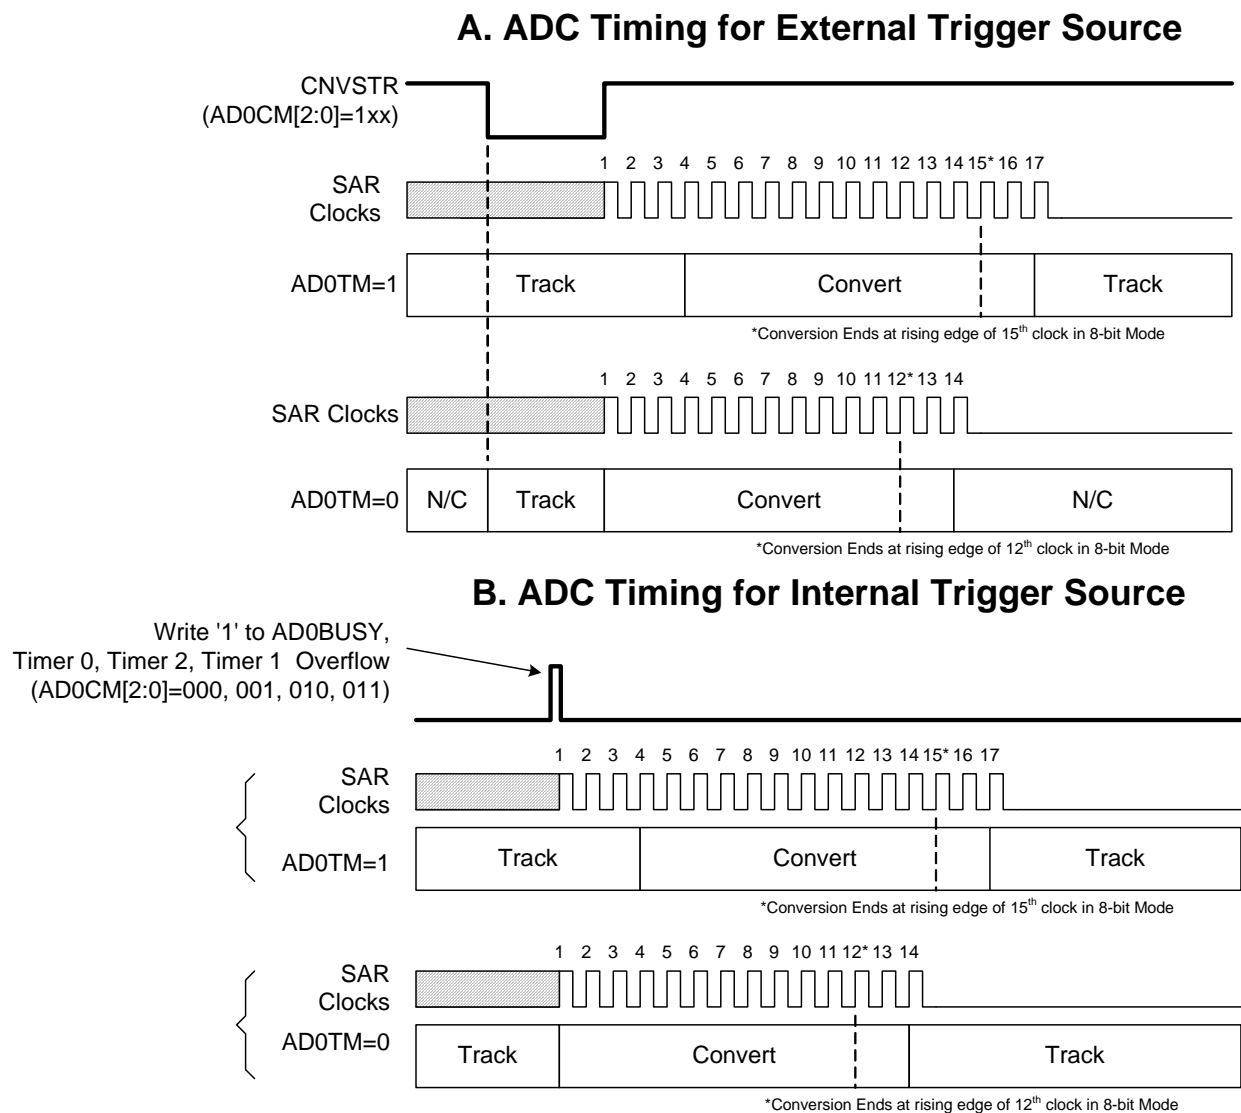 A. ADC Timing for External Trigger Source
CNVSTR
(AD0CM[2:0]=1xx)
1 2 3 4 5 6 7 8 9 10 11 12 13 14 15* 16 17
SAR
Clocks
AD0TM=1
Track
Convert
Track
*Conversion Ends at rising edge of 15th clock in 8-bit Mode
1 2 3 4 5 6 7 8 9 10 11 12* 13 14
SAR Clocks
AD0TM=0
N/C
Track
Convert
N/C
*Conversion Ends at rising edge of 12th clock in 8-bit Mode
B. ADC Timing for Internal Trigger Source
Write '1' to AD0BUSY,
Timer 0, Timer 2, Timer 1 Overflow
(AD0CM[2:0]=000, 001, 010, 011)
1 2 3 4 5 6 7 8 9 10 11 12 13 14 15* 16 17
SAR
Clocks
AD0TM=1
Track
Convert
Track
*Conversion Ends at rising edge of 15th clock in 8-bit Mode
1 2 3 4 5 6 7 8 9 10 11 12* 13 14
SAR
Clocks
AD0TM=0
Track
Convert
Track
*Conversion Ends at rising edge of 12th clock in 8-bit Mode